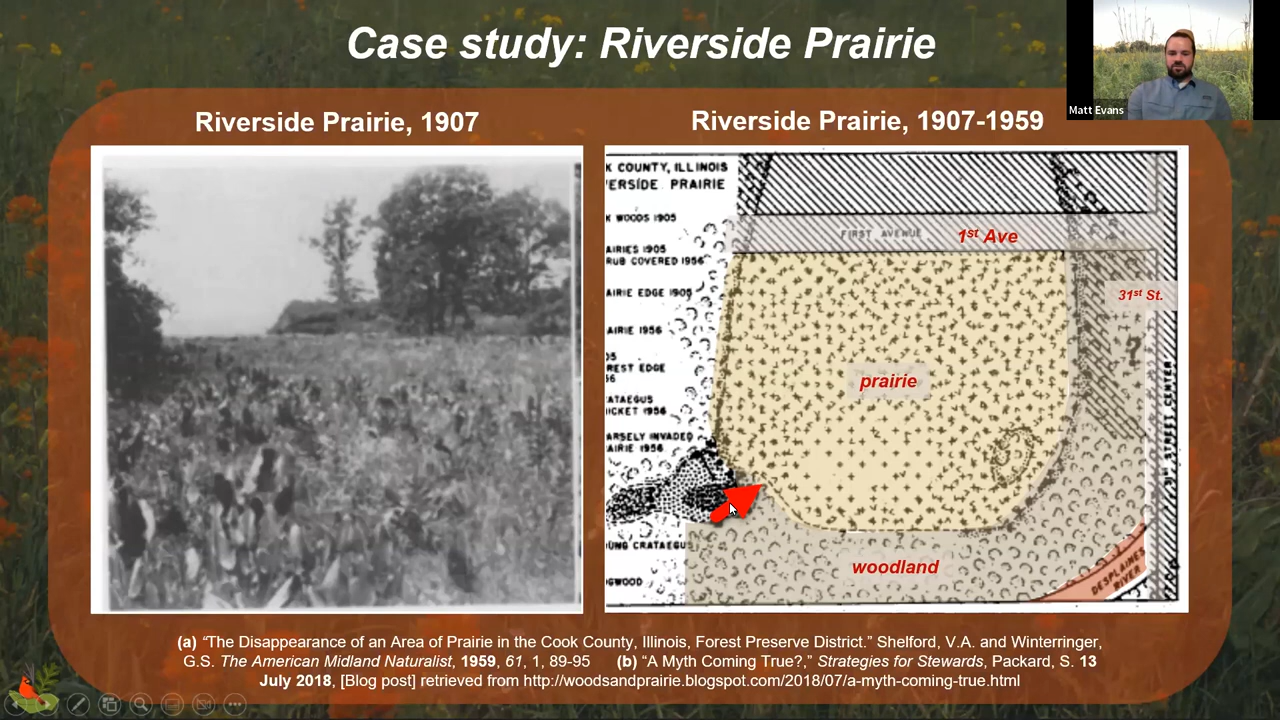 Case study: Riverside Prairie
Matt Evans
Riverside Prairie, 1907
Riverside Prairie, 1907-1959
K COUNTY, ILLINOIS
ERSIDE PRAIRIE
K WOODS 1905
AIRIES 1905
RUB COVERED 1956
AIRIE EDGE 1905
AIRIE 1956
05
REST EDGE
56
ATAEGUS
ICKET 1956
ARSELY INVADED
AIRIE 1956
UNG CRATAEGUS
GWOOD
FIRST AVENUE
1st Ave
31st St.
?
prairie
woodland
DESPLAINES
RIVER
(a) “The Disappearance of an Area of Prairie in the Cook County, Illinois, Forest Preserve District.” Shelford, V.A. and Winterringer,
G.S. The American Midland Naturalist, 1959, 61, 1, 89-95 (b) “A Myth Coming True?,” Strategies for Stewards, Packard, S. 13
July 2018, [Blog post] retrieved from http://woodsandprairie.blogspot.com/2018/07/a-myth-coming-true.html